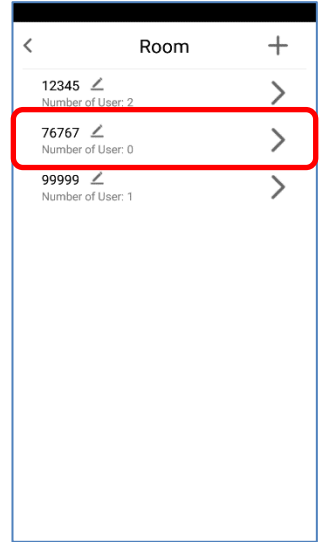 Room
12345
Number of User: 2
76767
Number of User: 0
99999
Number of User: 1